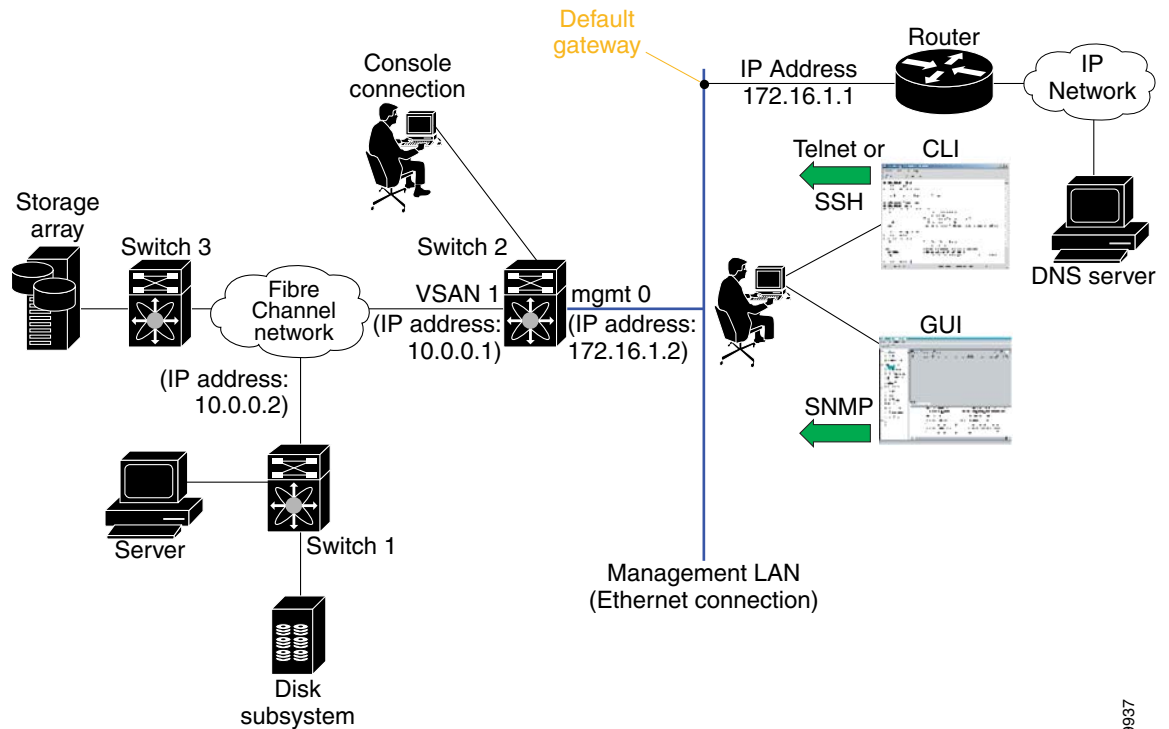 Default
gateway
Router
IP Address
172.16.1.1
IP
Network
Console
connection
Telnet or
CLI
SSH
Storage
array
Switch 3
Switch 2
DNS server
Fibre
Channel
network
VSAN 1
(IP address:
10.0.0.1)
mgmt 0
(IP address:
172.16.1.2)
GUI
(IP address:
10.0.0.2)
SNMP
Server
Switch 1
Management LAN
(Ethernet connection)
Disk
subsystem